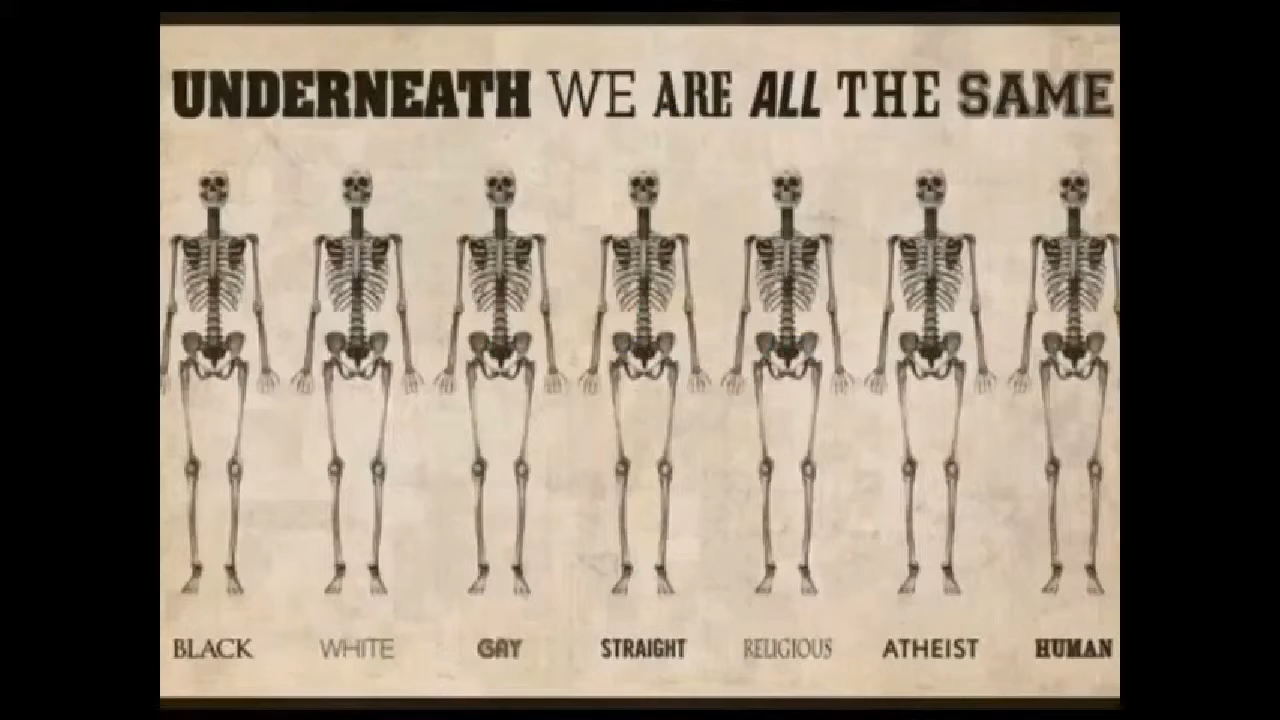 UNDERNEATH WE ARE ALL THE SAME
BLACK WHITE GAY STRAIGHT RELIGIOUS ATHEIST HUMAN